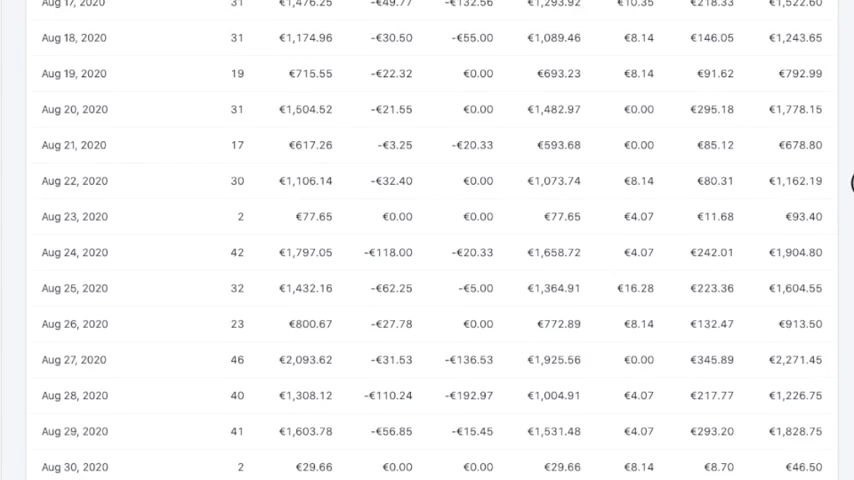 Aug 17, 2020 31 €1,476.25 -€49.77 -€132.56 €1,293.92 €10.35 €218.33 €1,522.60
Aug 18, 2020 31 €1,174.96 -€30.50 -€55.00 €1,089.46 €8.14 €146.05 €1,243.65
Aug 19, 2020 19 €715.55 -€22.32 €0.00 €693.23 €8.14 €91.62 €792.99
Aug 20, 2020 31 €1,504.52 -€21.55 €0.00 €1,482.97 €0.00 €295.18 €1,778.15
Aug 21, 2020 17 €617.26 -€3.25 -€20.33 €593.68 €0.00 €85.12 €678.80
Aug 22, 2020 30 €1,106.14 -€32.40 €0.00 €1,073.74 €8.14 €80.31 €1,162.19
Aug 23, 2020 2 €77.65 €0.00 €0.00 €77.65 €4.07 €11.68 €93.40
Aug 24, 2020 42 €1,797.05 -€118.00 -€20.33 €1,658.72 €4.07 €242.01 €1,904.80
Aug 25, 2020 32 €1,432.16 -€62.25 -€5.00 €1,364.91 €16.28 €223.36 €1,604.55
Aug 26, 2020 23 €800.67 -€27.78 €0.00 €772.89 €8.14 €132.47 €913.50
Aug 27, 2020 46 €2,093.62 -€31.53 -€136.53 €1,925.56 €0.00 €345.89 €2,271.45
Aug 28, 2020 40 €1,308.12 -€110.24 -€192.97 €1,004.91 €4.07 €217.77 €1,226.75
Aug 29, 2020 41 €1,603.78 -€56.85 -€15.45 €1,531.48 €4.07 €293.20 €1,828.75
Aug 30, 2020 2 €29.66 €0.00 €0.00 €29.66 €8.14 €8.70 €46.50